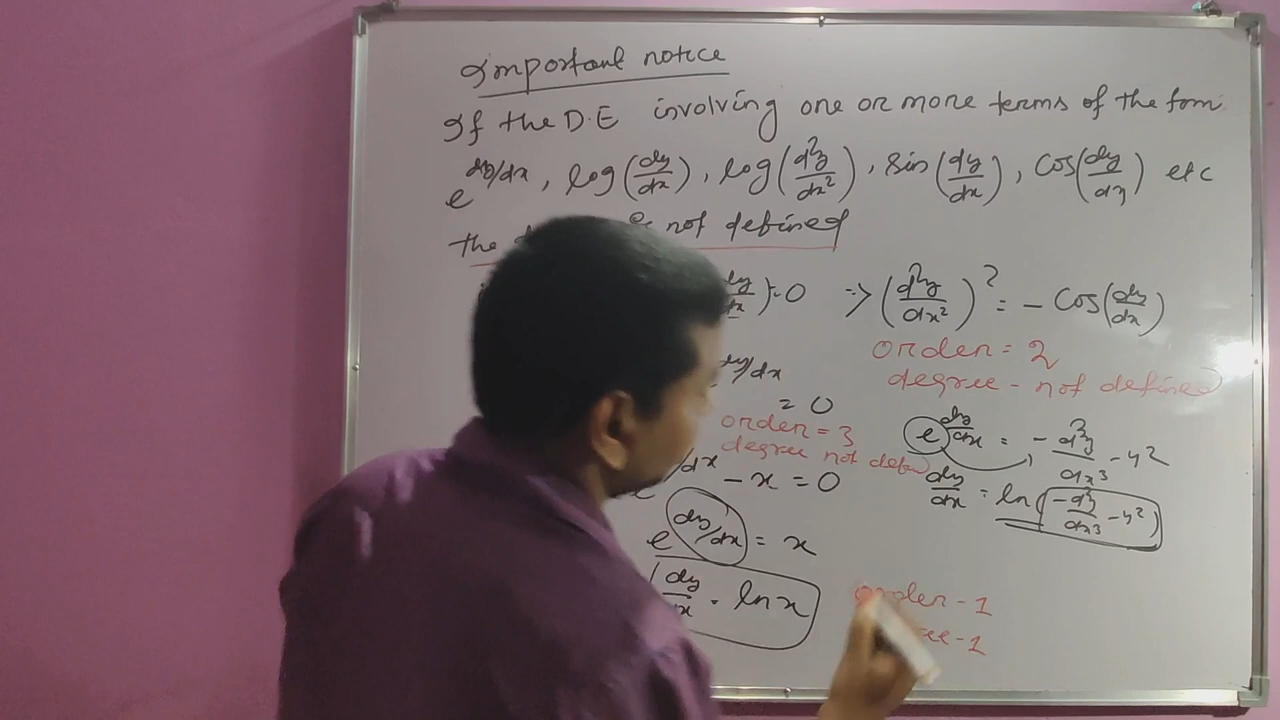 Important notice
If the D.E involving one or more terms of the form
e^{dy/dx}, log(dy/dx), log(d²y/dx²), sin(dy/dx), cos(dy/dx) etc
the not defined
= 0 => (d²y/dx²)² = - Cos(dy/dx)
order = 2
degree - not defined
dy/dx
= 0
order = 3
degree not
e^{dy/dx} = - d³y/dx³ - y²
- x = 0
dy/dx = ln(-d³y/dx³ - y²)
e^{dy/dx} = x
dy/dx = ln x
order - 1
-1